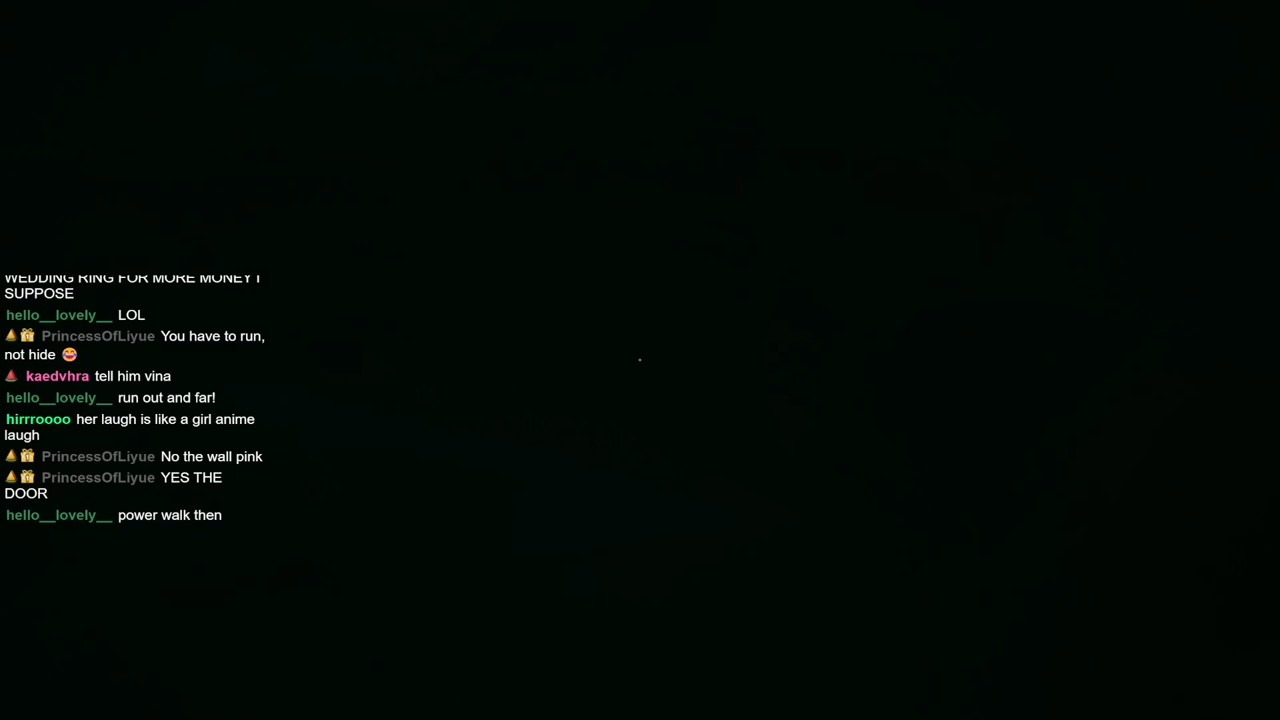 WEDDING RING FOR MORE MONEY I
SUPPOSE
hello__lovely__ LOL
PrincessOfLiyue You have to run,
not hide 😂
kaedvhra tell him vina
hello__lovely__ run out and far!
hirrroooo her laugh is like a girl anime
laugh
PrincessOfLiyue No the wall pink
PrincessOfLiyue YES THE
DOOR
hello__lovely__ power walk then